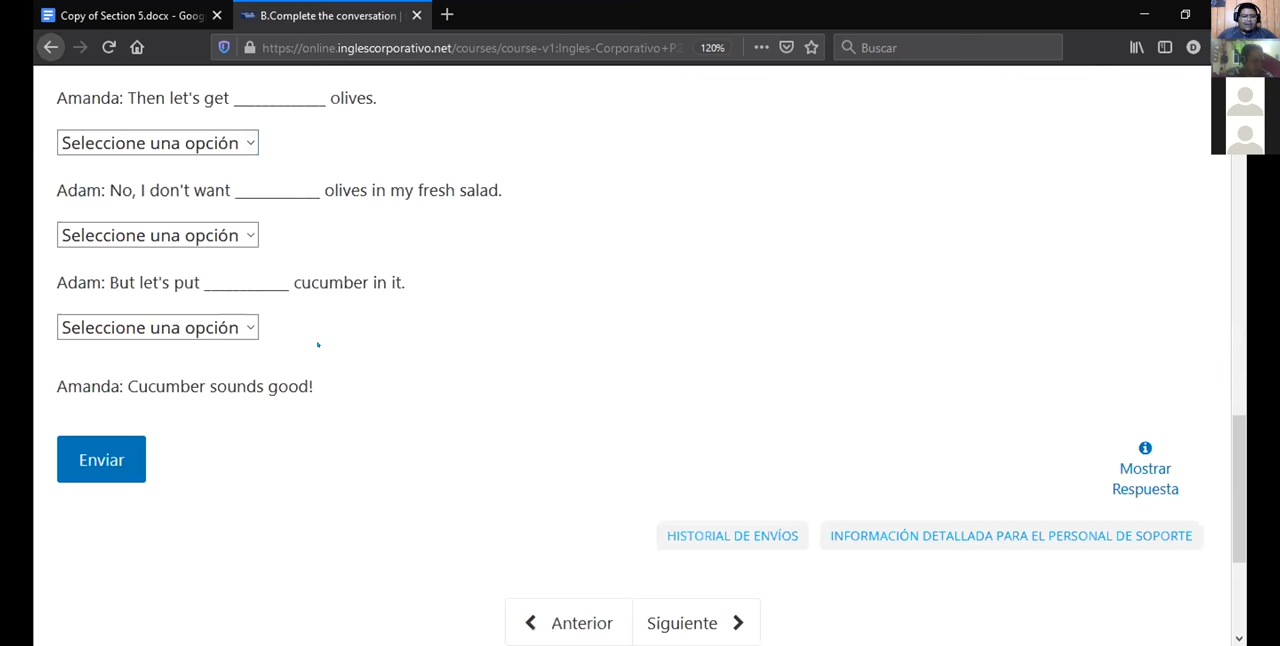 Copy of Section 5.docx - Goog
B.Complete the conversation |
https://online.inglescorporativo.net/courses/course-v1:Ingles-Corporativo+P2
120%
Buscar
Amanda: Then let's get ____________ olives.
Seleccione una opción
Adam: No, I don't want ___________ olives in my fresh salad.
Seleccione una opción
Adam: But let's put ___________ cucumber in it.
Seleccione una opción
Amanda: Cucumber sounds good!
Enviar
Mostrar
Respuesta
HISTORIAL DE ENVÍOS
INFORMACIÓN DETALLADA PARA EL PERSONAL DE SOPORTE
Anterior
Siguiente